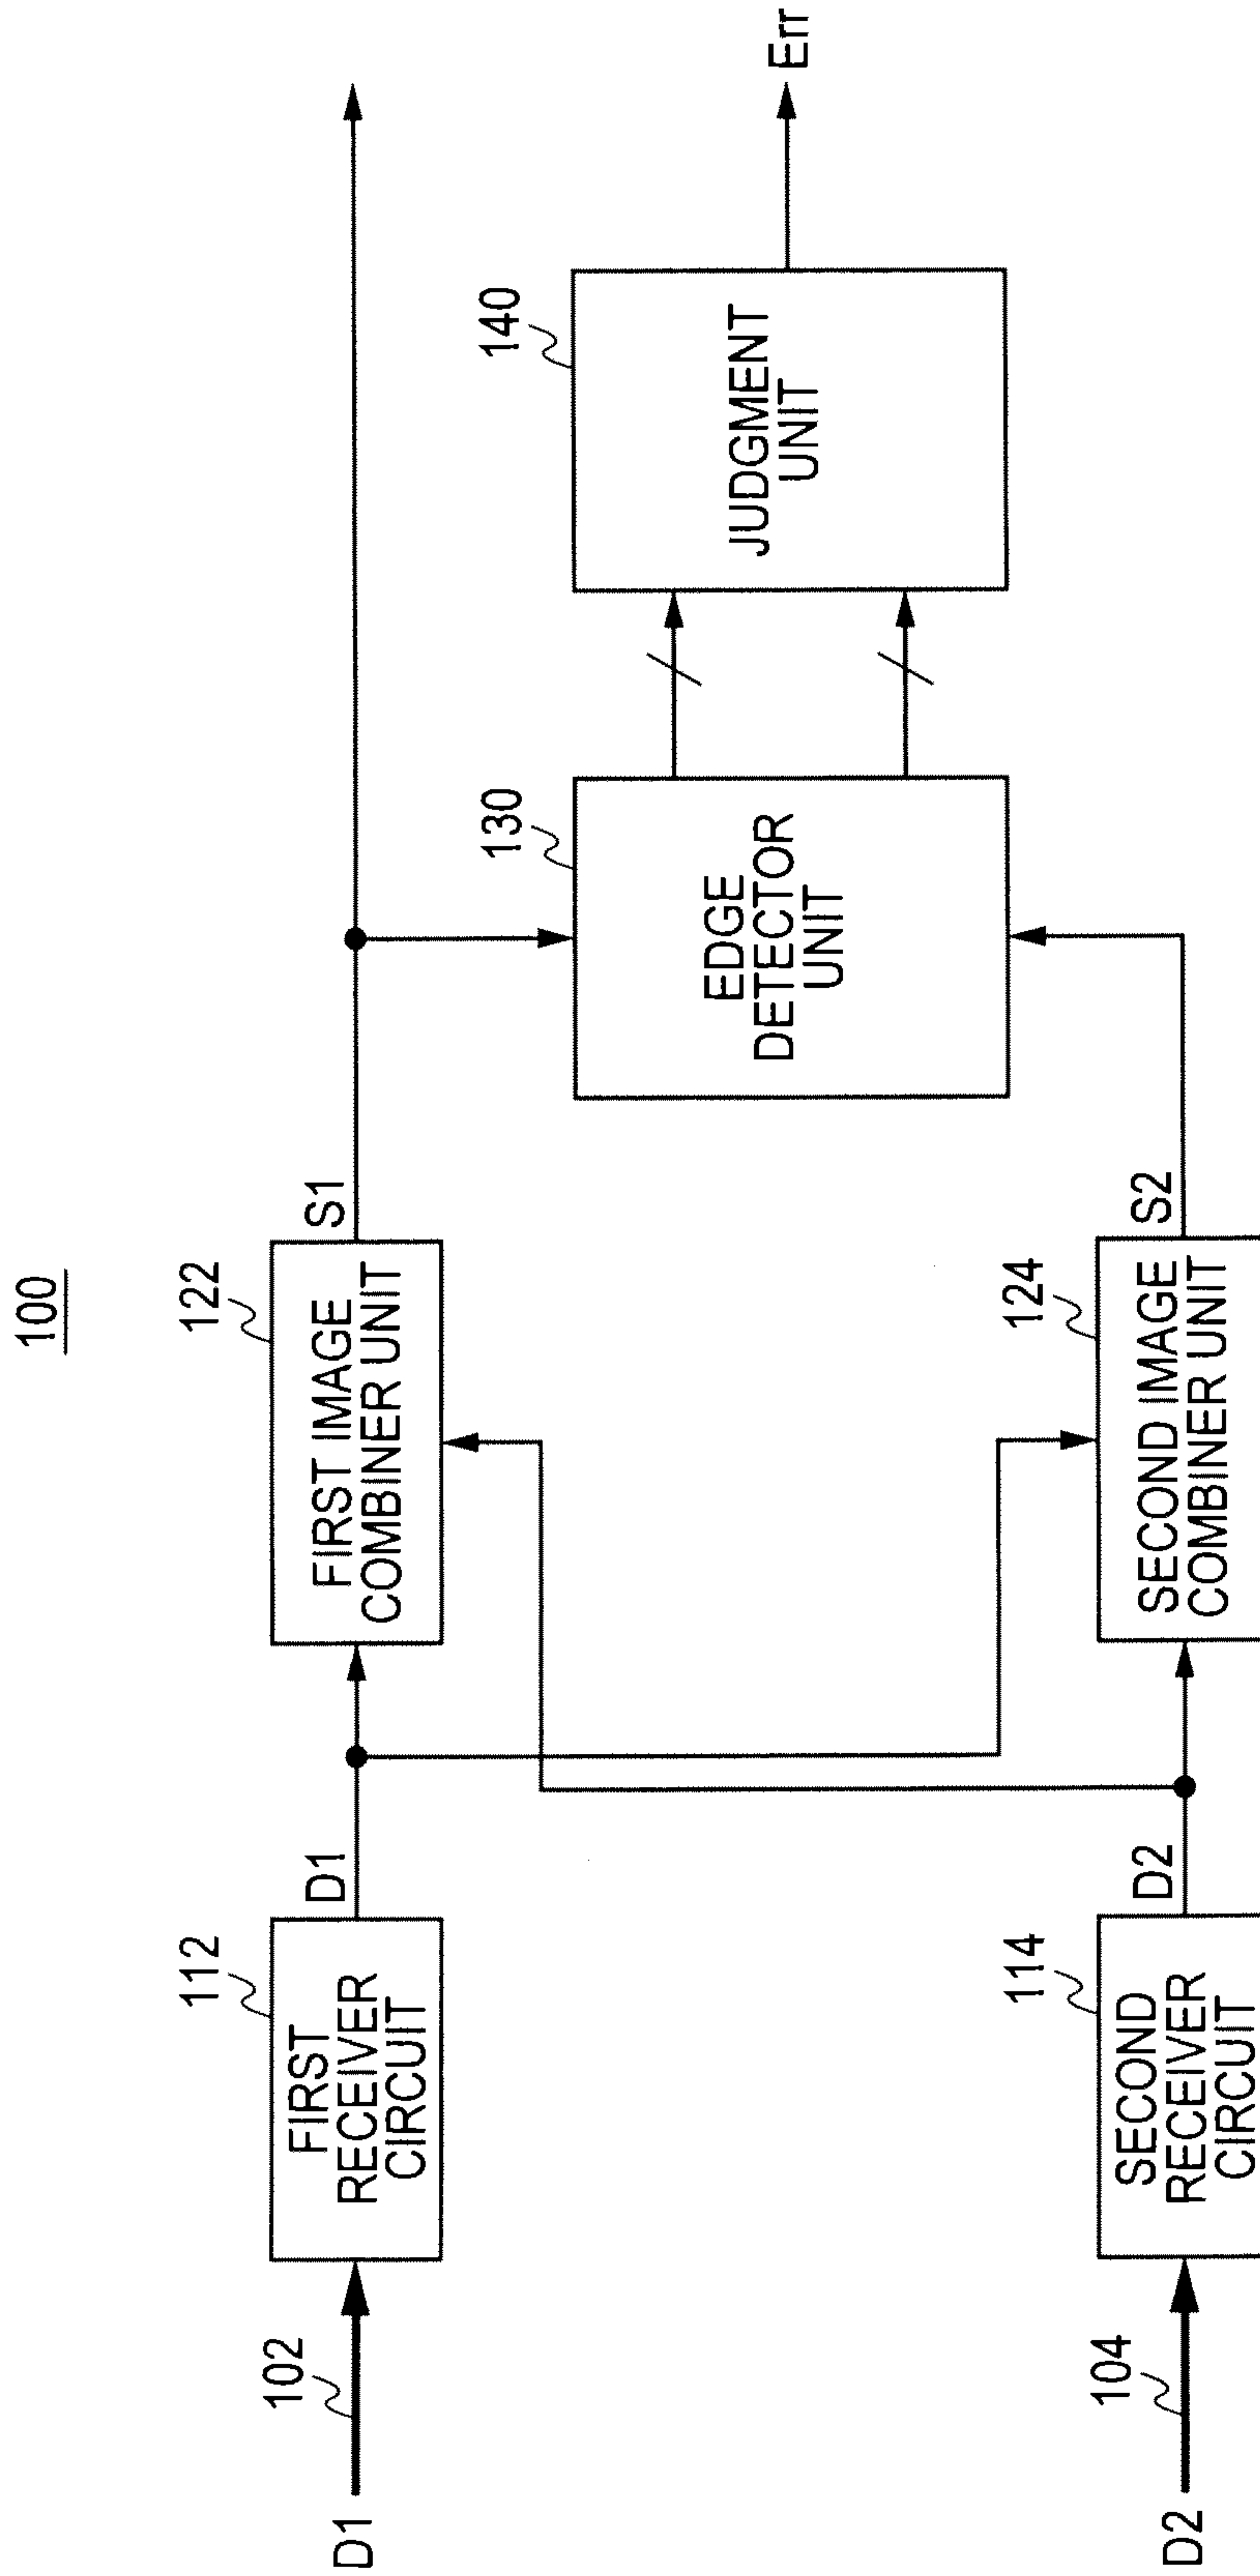 100
D1
102
112
FIRST
RECEIVER
CIRCUIT
D1
122
FIRST IMAGE
COMBINER UNIT
S1
130
EDGE
DETECTOR
UNIT
140
JUDGMENT
UNIT
Err
D2
104
114
SECOND
RECEIVER
CIRCUIT
D2
124
SECOND IMAGE
COMBINER UNIT
S2